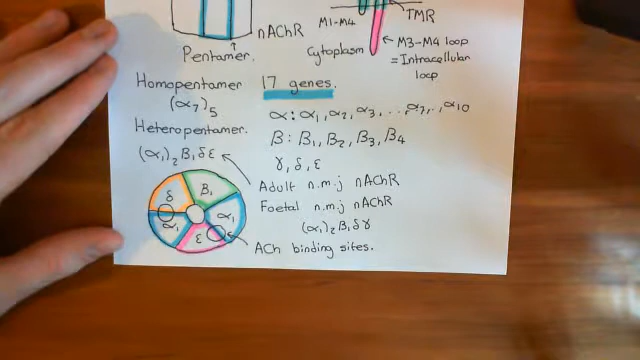 nAChR
Pentamer.
M1-M4
TMR
Cytoplasm
M3-M4 loop
= Intracellular
loop
Homopentamer
(α7)5
Heteropentamer.
(α1)2 β1 δ ε
17 genes.
α: α1, α2, α3, ...α7, .., α10
β: β1, β2, β3, β4
γ, δ, ε
Adult n.m.j nAChR
Foetal n.m.j nAChR
(α1)2 β1 δ γ
ACh binding sites.
δ
β1
α1
α1
ε